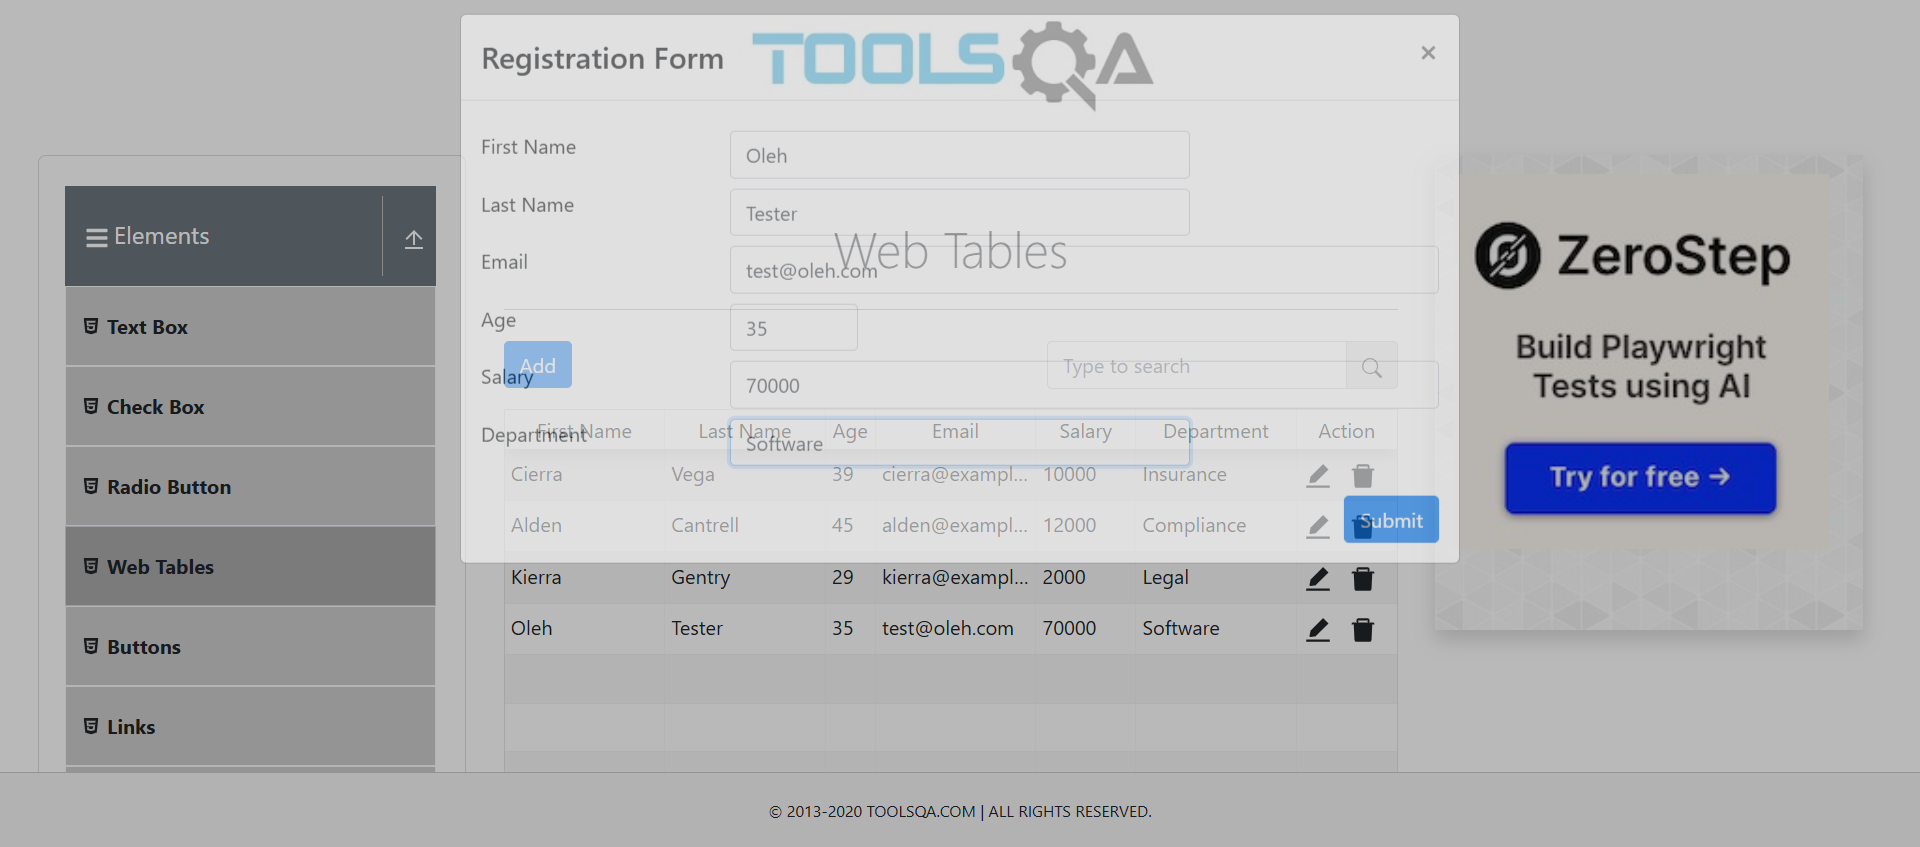 Registration Form
TOOLSQA
×
First Name
Oleh
Last Name
Tester
Web Tables
Email
test@oleh.com
Age
35
Add
Type to search
Salary
70000
Department
Software
First Name Last Name Age Email Salary Department Action
Cierra Vega 39 cierra@exampl... 10000 Insurance
Alden Cantrell 45 alden@exampl... 12000 Compliance
Submit
Kierra Gentry 29 kierra@exampl... 2000 Legal
Oleh Tester 35 test@oleh.com 70000 Software
Elements
Text Box
Check Box
Radio Button
Web Tables
Buttons
Links
ZeroStep
Build Playwright
Tests using AI
Try for free →
© 2013-2020 TOOLSQA.COM | ALL RIGHTS RESERVED.